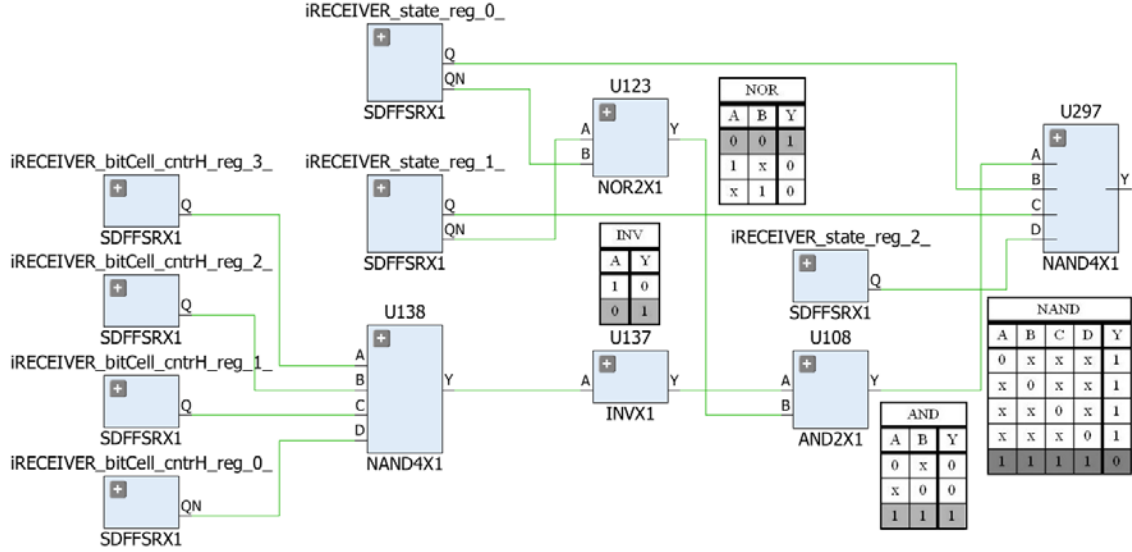 iRECEIVER_state_reg_0_
Q
QN
SDFFSRX1
U123
A
B
Y
NOR2X1
NOR
A B Y
0 0 1
1 x 0
x 1 0
U297
A
B
C
D
Y
NAND4X1
iRECEIVER_bitCell_cntrH_reg_3_
Q
SDFFSRX1
iRECEIVER_state_reg_1_
Q
QN
SDFFSRX1
INV
A Y
1 0
0 1
iRECEIVER_state_reg_2_
Q
SDFFSRX1
iRECEIVER_bitCell_cntrH_reg_2_
Q
SDFFSRX1
U138
A
B
C
D
Y
NAND4X1
U137
A
Y
INVX1
U108
A
B
Y
AND2X1
NAND
A B C D Y
0 x x x 1
x 0 x x 1
x x 0 x 1
x x x 0 1
1 1 1 1 0
iRECEIVER_bitCell_cntrH_reg_1_
Q
SDFFSRX1
AND
A B Y
0 x 0
x 0 0
1 1 1
iRECEIVER_bitCell_cntrH_reg_0_
QN
SDFFSRX1